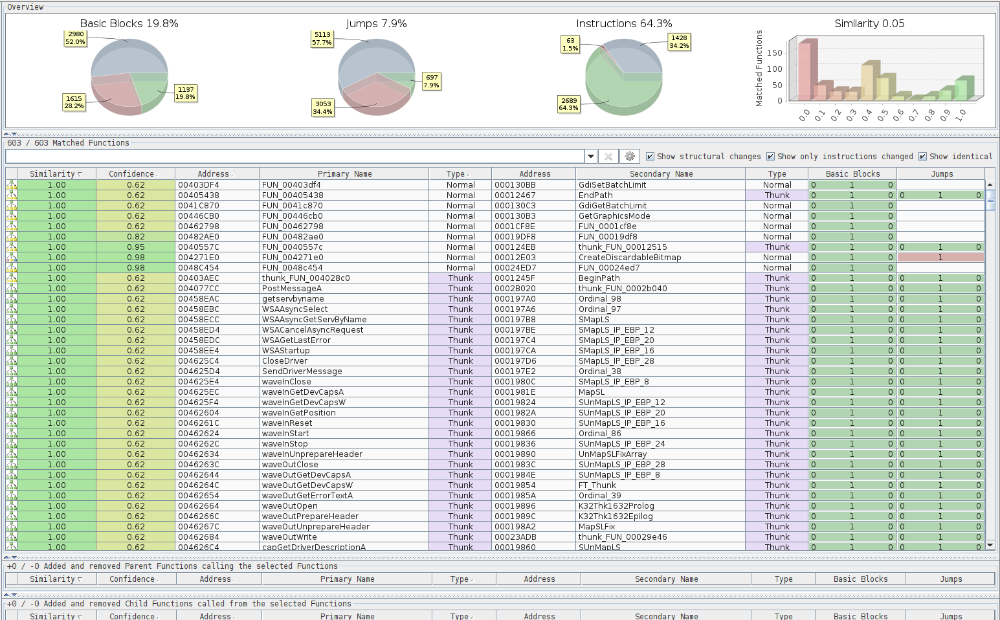 Overview
Basic Blocks 19.8%
2980
52.0%
1615
28.2%
1137
19.8%
Jumps 7.9%
5113
57.7%
697
7.9%
3053
34.4%
Instructions 64.3%
63
1.5%
1428
34.2%
2689
64.3%
Similarity 0.05
Matched Functions
150
100
50
0
0.0 0.1 0.2 0.3 0.4 0.5 0.6 0.7 0.8 0.9 1.0
603 / 603 Matched Functions
Show structural changes Show only instructions changed Show identical
Similarity Confidence Address Primary Name Type Address Secondary Name Type Basic Blocks Jumps
1.00 0.62 00403DF4 FUN_00403df4 Normal 000130BB GdiSetBatchLimit Normal 0 1 0
1.00 0.62 00405438 FUN_00405438 Normal 00012467 EndPath Thunk 0 1 0 0 1 0
1.00 0.62 0041C870 FUN_0041c870 Normal 000130C3 GdiGetBatchLimit Normal 0 1 0
1.00 0.62 00446CB0 FUN_00446cb0 Normal 000130B3 GetGraphicsMode Normal 0 1 0
1.00 0.62 00462798 FUN_00462798 Normal 0001CF8E FUN_0001cf8e Normal 0 1 0
1.00 0.82 00482AE0 FUN_00482ae0 Normal 00019DF8 FUN_00019df8 Normal 0 1 0
1.00 0.95 0040557C FUN_0040557c Normal 000124EB thunk_FUN_00012515 Thunk 0 1 0 0 1 0
1.00 0.98 004271E0 FUN_004271e0 Normal 00012E03 CreateDiscardableBitmap Normal 0 1 0 1
1.00 0.98 0048C454 FUN_0048c454 Normal 00024ED7 FUN_00024ed7 Normal 0 1 0
1.00 0.62 00403AEC thunk_FUN_004028c0 Thunk 0001245F BeginPath Thunk 0 1 0 0 1 0
1.00 0.62 004077CC PostMessageA Thunk 0002B020 thunk_FUN_0002b040 Thunk 0 1 0 0 1 0
1.00 0.62 00458EAC getservbyname Thunk 000197A0 Ordinal_98 Thunk 0 1 0 0 1 0
1.00 0.62 00458EBC WSAAsyncSelect Thunk 000197A6 Ordinal_97 Thunk 0 1 0 0 1 0
1.00 0.62 00458ECC WSAAsyncGetServByName Thunk 000197B8 SMapLS Thunk 0 1 0 0 1 0
1.00 0.62 00458ED4 WSACancelAsyncRequest Thunk 000197BE SMapLS_IP_EBP_12 Thunk 0 1 0 0 1 0
1.00 0.62 00458EDC WSAGetLastError Thunk 000197C4 SMapLS_IP_EBP_20 Thunk 0 1 0 0 1 0
1.00 0.62 00458EE4 WSAStartup Thunk 000197CA SMapLS_IP_EBP_16 Thunk 0 1 0 0 1 0
1.00 0.62 004625C4 CloseDriver Thunk 000197D6 SMapLS_IP_EBP_28 Thunk 0 1 0 0 1 0
1.00 0.62 004625D4 SendDriverMessage Thunk 000197E2 Ordinal_38 Thunk 0 1 0 0 1 0
1.00 0.62 004625E4 waveInClose Thunk 0001980C SMapLS_IP_EBP_8 Thunk 0 1 0 0 1 0
1.00 0.62 004625EC waveInGetDevCapsA Thunk 0001981E MapSL Thunk 0 1 0 0 1 0
1.00 0.62 004625F4 waveInGetDevCapsW Thunk 00019824 SUnMapLS_IP_EBP_12 Thunk 0 1 0 0 1 0
1.00 0.62 00462604 waveInGetPosition Thunk 0001982A SUnMapLS_IP_EBP_20 Thunk 0 1 0 0 1 0
1.00 0.62 0046261C waveInReset Thunk 00019830 SUnMapLS_IP_EBP_16 Thunk 0 1 0 0 1 0
1.00 0.62 00462624 waveInStart Thunk 00019866 Ordinal_86 Thunk 0 1 0 0 1 0
1.00 0.62 0046262C waveInStop Thunk 00019836 SUnMapLS_IP_EBP_24 Thunk 0 1 0 0 1 0
1.00 0.62 00462634 waveInUnprepareHeader Thunk 00019890 UnMapSLFixArray Thunk 0 1 0 0 1 0
1.00 0.62 0046263C waveOutClose Thunk 0001983C SUnMapLS_IP_EBP_28 Thunk 0 1 0 0 1 0
1.00 0.62 00462644 waveOutGetDevCapsA Thunk 0001984E SUnMapLS_IP_EBP_8 Thunk 0 1 0 0 1 0
1.00 0.62 0046264C waveOutGetDevCapsW Thunk 00019854 FT_Thunk Thunk 0 1 0 0 1 0
1.00 0.62 00462654 waveOutGetErrorTextA Thunk 0001985A Ordinal_39 Thunk 0 1 0 0 1 0
1.00 0.62 00462664 waveOutOpen Thunk 00019896 K32Thk1632Prolog Thunk 0 1 0 0 1 0
1.00 0.62 0046266C waveOutPrepareHeader Thunk 0001989C K32Thk1632Epilog Thunk 0 1 0 0 1 0
1.00 0.62 0046267C waveOutUnprepareHeader Thunk 000198A2 MapSLFix Thunk 0 1 0 0 1 0
1.00 0.62 00462684 waveOutWrite Thunk 00023ADB thunk_FUN_00029e46 Thunk 0 1 0 0 1 0
1.00 0.62 004626C4 capGetDriverDescriptionA Thunk 00019860 SUnMapLS Thunk 0 1 0 0 1 0
+0 / -0 Added and removed Parent Functions calling the selected Functions
Similarity Confidence Address Primary Name Type Address Secondary Name Type Basic Blocks Jumps
+0 / -0 Added and removed Child Functions called from the selected Functions
Similarity Confidence Address Primary Name Type Address Secondary Name Type Basic Blocks Jumps